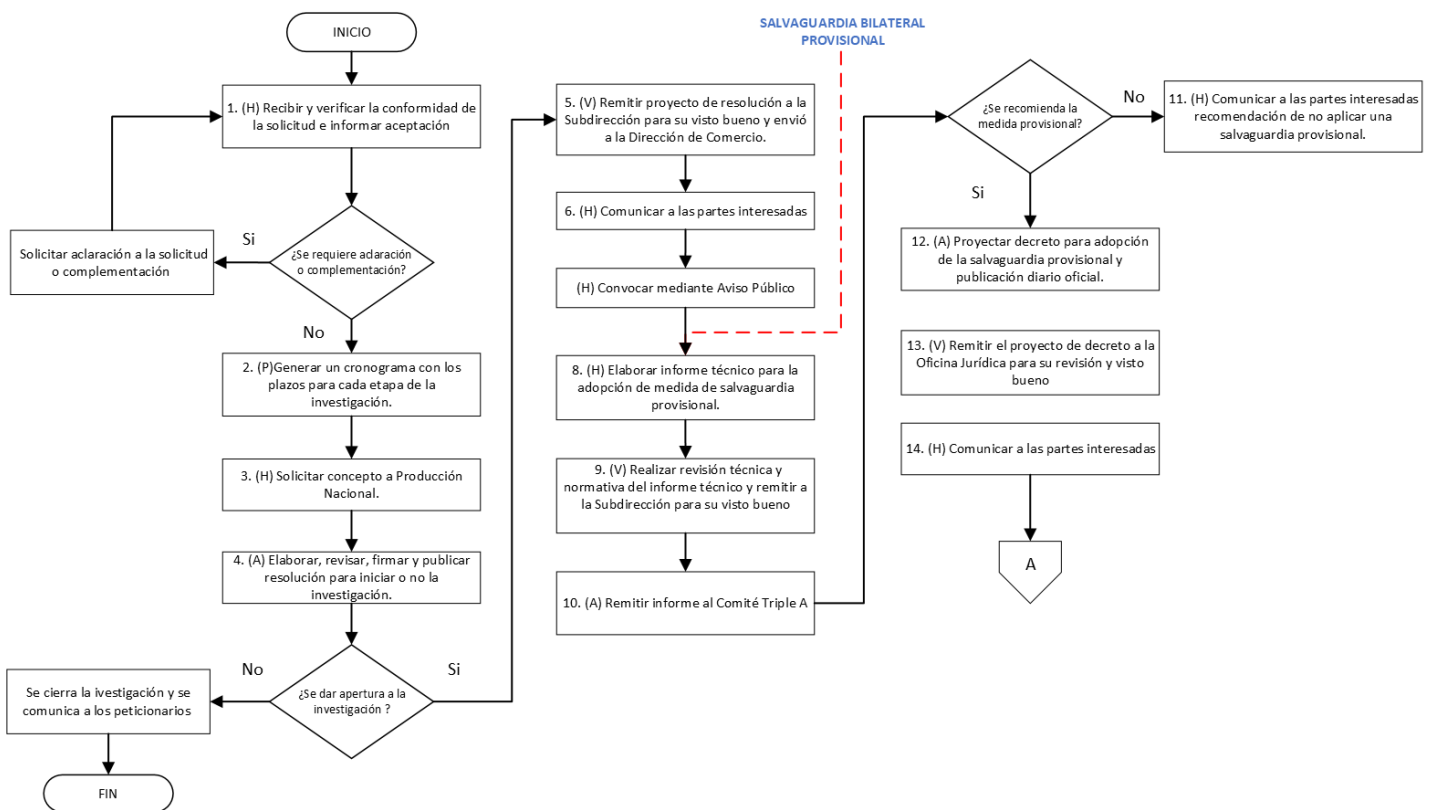 INICIO
1. (H) Recibir y verificar la conformidad de
la solicitud e informar aceptación
¿Se requiere aclaración
o complementación?
Si
Solicitar aclaración a la solicitud
o complementación
No
2. (P)Generar un cronograma con los
plazos para cada etapa de la
investigación.
3. (H) Solicitar concepto a Producción
Nacional.
4. (A) Elaborar, revisar, firmar y publicar
resolución para iniciar o no la
investigación.
¿Se dar apertura a la
investigación ?
No
Si
Se cierra la ivestigación y se
comunica a los peticionarios
FIN
SALVAGUARDIA BILATERAL
PROVISIONAL
5. (V) Remitir proyecto de resolución a la
Subdirección para su visto bueno y envió
a la Dirección de Comercio.
6. (H) Comunicar a las partes interesadas
(H) Convocar mediante Aviso Público
8. (H) Elaborar informe técnico para la
adopción de medida de salvaguardia
provisional.
9. (V) Realizar revisión técnica y
normativa del informe técnico y remitir a
la Subdirección para su visto bueno
10. (A) Remitir informe al Comité Triple A
¿Se recomienda la
medida provisional?
No
11. (H) Comunicar a las partes interesadas
recomendación de no aplicar una
salvaguardia provisional.
Si
12. (A) Proyectar decreto para adopción
de la salvaguardia provisional y
publicación diario oficial.
13. (V) Remitir el proyecto de decreto a la
Oficina Jurídica para su revisión y visto
bueno
14. (H) Comunicar a las partes interesadas
A